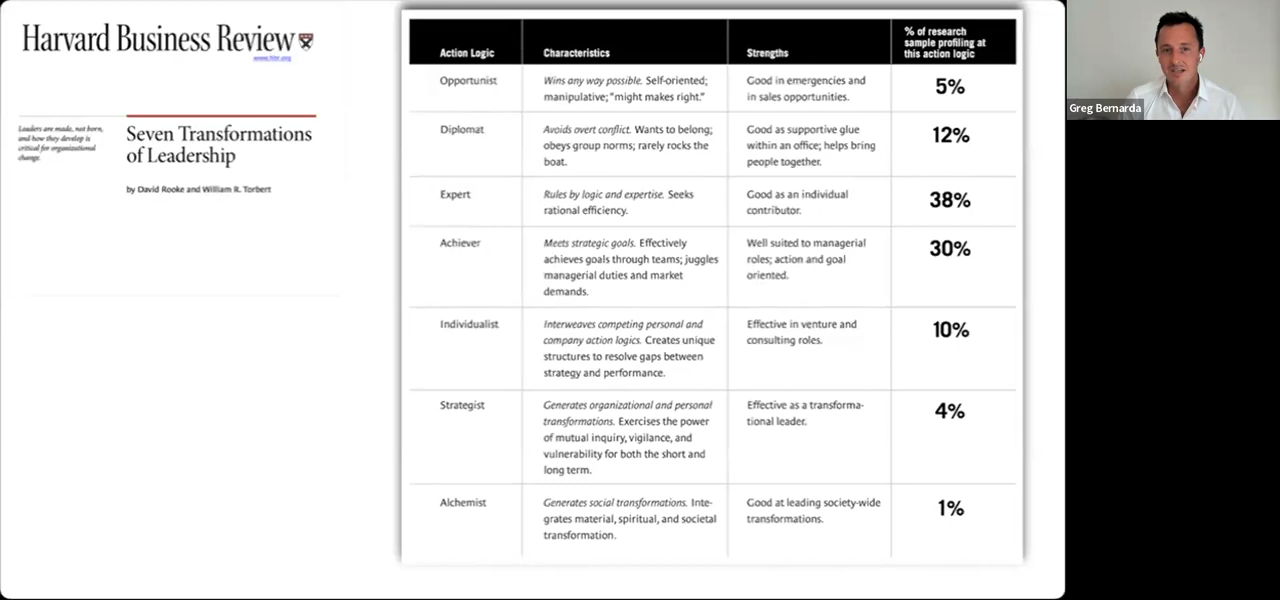 Harvard Business Review
www.hbr.org
Leaders are made, not born,
and how they develop is
critical for organizational
change.
Seven Transformations
of Leadership
by David Rooke and William R. Torbert
Action Logic
Characteristics
Strengths
% of research
sample profiling at
this action logic
Opportunist
Wins any way possible. Self-oriented;
manipulative; "might makes right."
Good in emergencies and
in sales opportunities.
5%
Diplomat
Avoids overt conflict. Wants to belong;
obeys group norms; rarely rocks the
boat.
Good as supportive glue
within an office; helps bring
people together.
12%
Expert
Rules by logic and expertise. Seeks
rational efficiency.
Good as an individual
contributor.
38%
Achiever
Meets strategic goals. Effectively
achieves goals through teams; juggles
managerial duties and market
demands.
Well suited to managerial
roles; action and goal
oriented.
30%
Individualist
Interweaves competing personal and
company action logics. Creates unique
structures to resolve gaps between
strategy and performance.
Effective in venture and
consulting roles.
10%
Strategist
Generates organizational and personal
transformations. Exercises the power
of mutual inquiry, vigilance, and
vulnerability for both the short and
long term.
Effective as a transforma-
tional leader.
4%
Alchemist
Generates social transformations. Inte-
grates material, spiritual, and societal
transformation.
Good at leading society-wide
transformations.
1%
Greg Bernarda